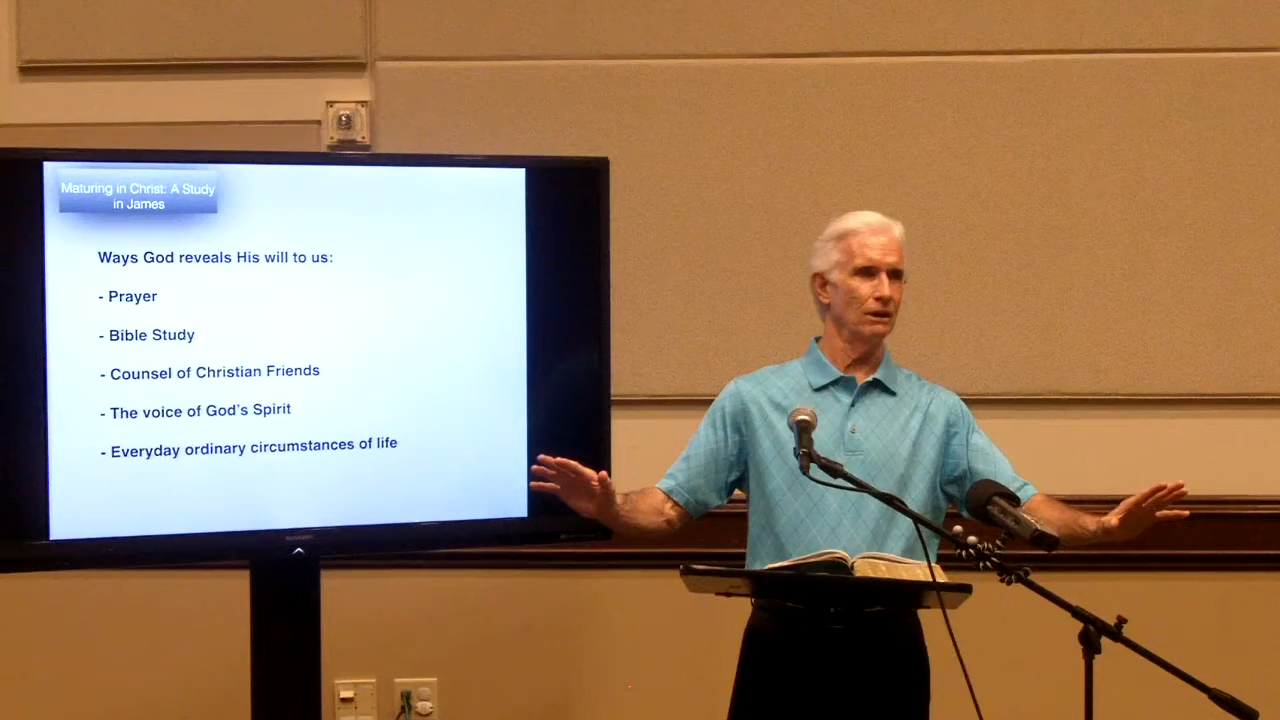 Maturing in Christ: A Study
in James
Ways God reveals His will to us:
- Prayer
- Bible Study
- Counsel of Christian Friends
- The voice of God's Spirit
- Everyday ordinary circumstances of life